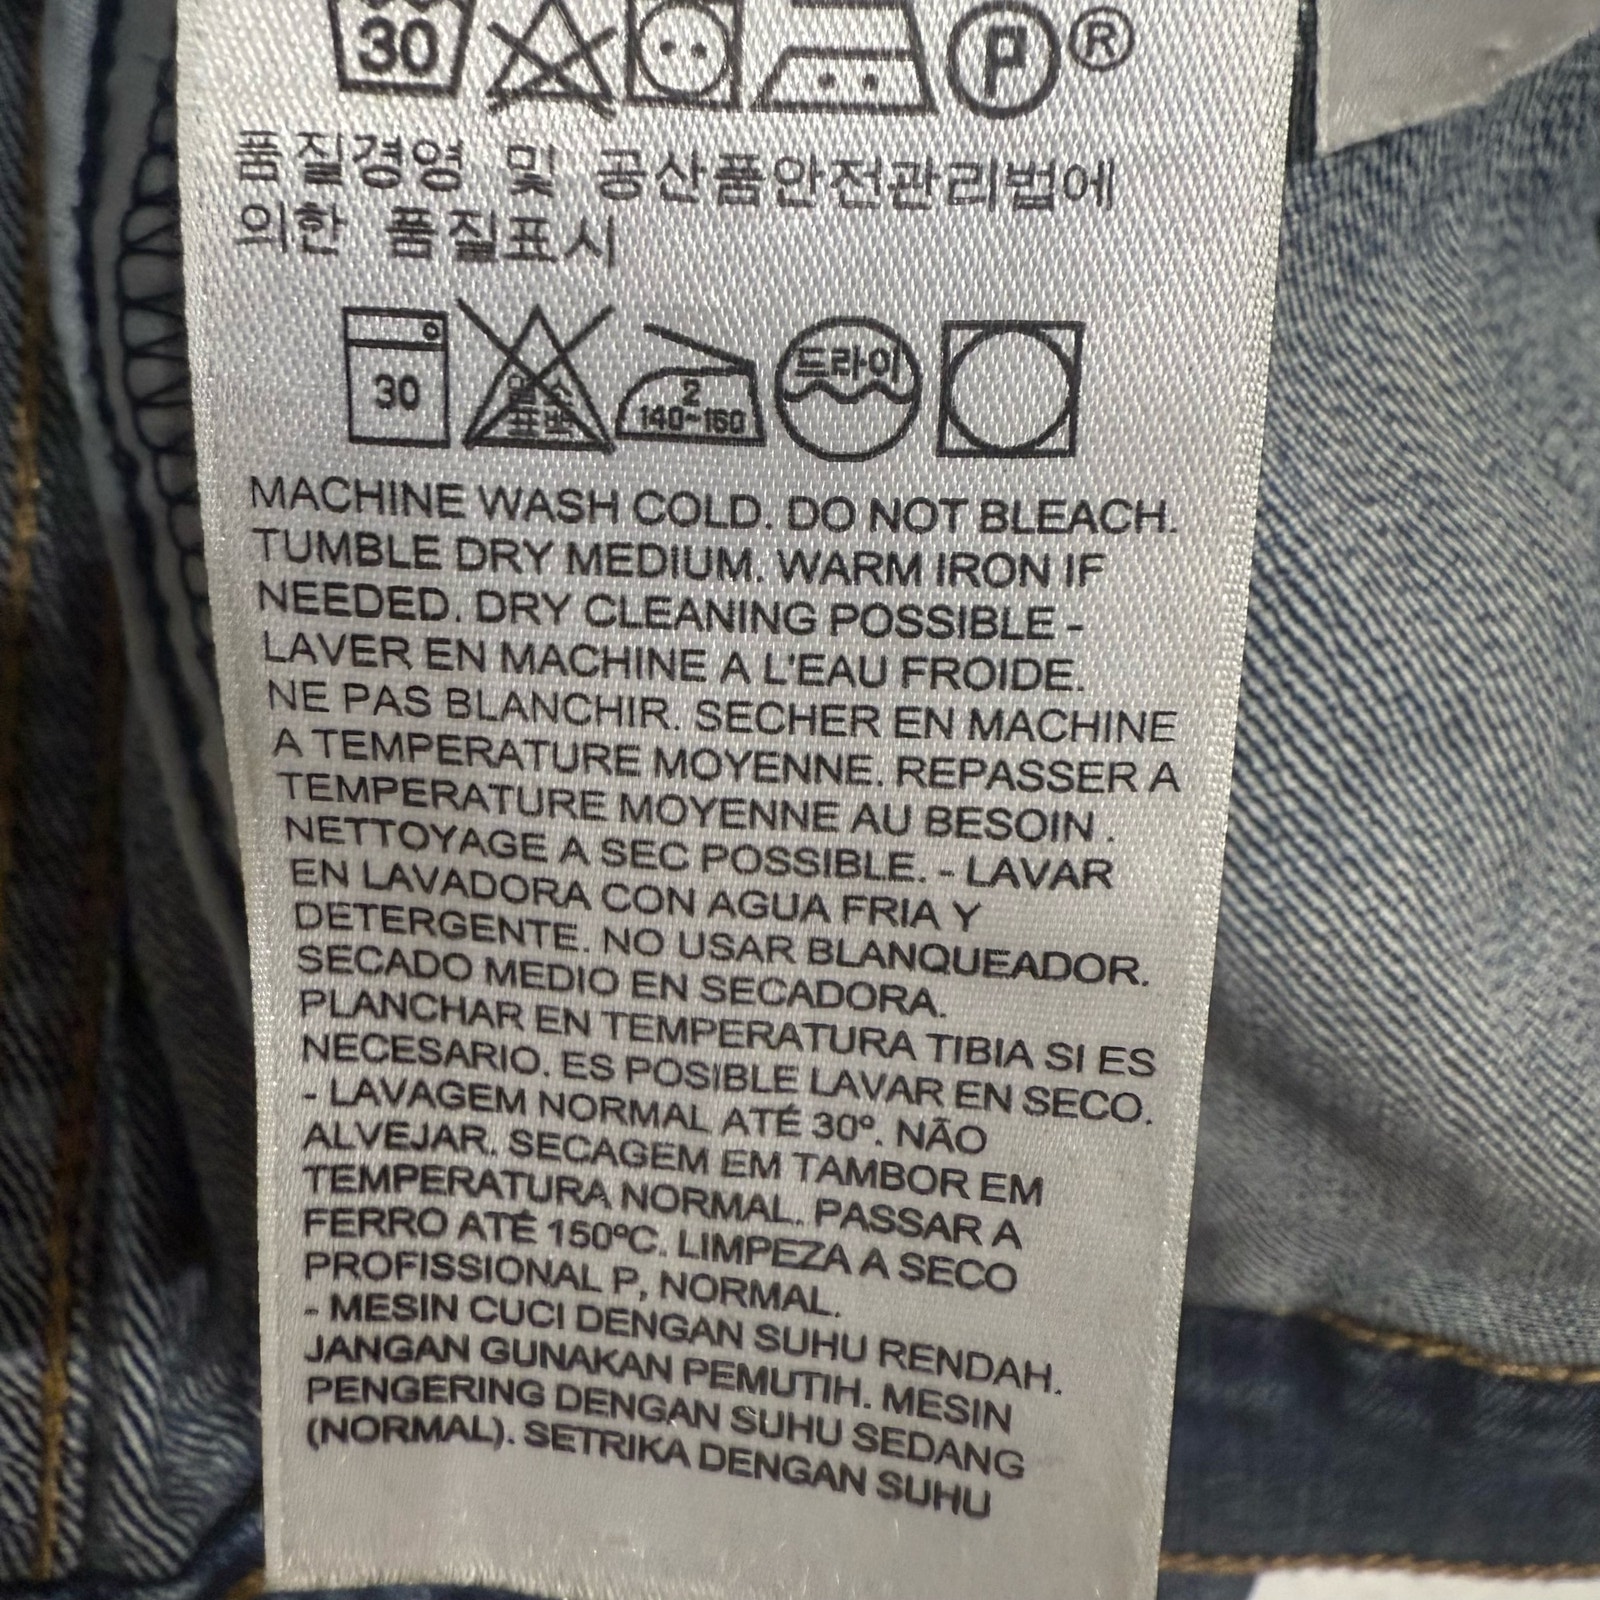 30 P ®
품질경영 및 공산품안전관리법에
의한 품질표시
30 염소 표백 2 140~160 드라이
MACHINE WASH COLD. DO NOT BLEACH.
TUMBLE DRY MEDIUM. WARM IRON IF
NEEDED. DRY CLEANING POSSIBLE -
LAVER EN MACHINE A L'EAU FROIDE.
NE PAS BLANCHIR. SECHER EN MACHINE
A TEMPERATURE MOYENNE. REPASSER A
TEMPERATURE MOYENNE AU BESOIN .
NETTOYAGE A SEC POSSIBLE. - LAVAR
EN LAVADORA CON AGUA FRIA Y
DETERGENTE. NO USAR BLANQUEADOR.
SECADO MEDIO EN SECADORA.
PLANCHAR EN TEMPERATURA TIBIA SI ES
NECESARIO. ES POSIBLE LAVAR EN SECO.
- LAVAGEM NORMAL ATÉ 30º. NÃO
ALVEJAR. SECAGEM EM TAMBOR EM
TEMPERATURA NORMAL. PASSAR A
FERRO ATÉ 150ºC. LIMPEZA A SECO
PROFISSIONAL P, NORMAL.
- MESIN CUCI DENGAN SUHU RENDAH.
JANGAN GUNAKAN PEMUTIH. MESIN
PENGERING DENGAN SUHU SEDANG
(NORMAL). SETRIKA DENGAN SUHU